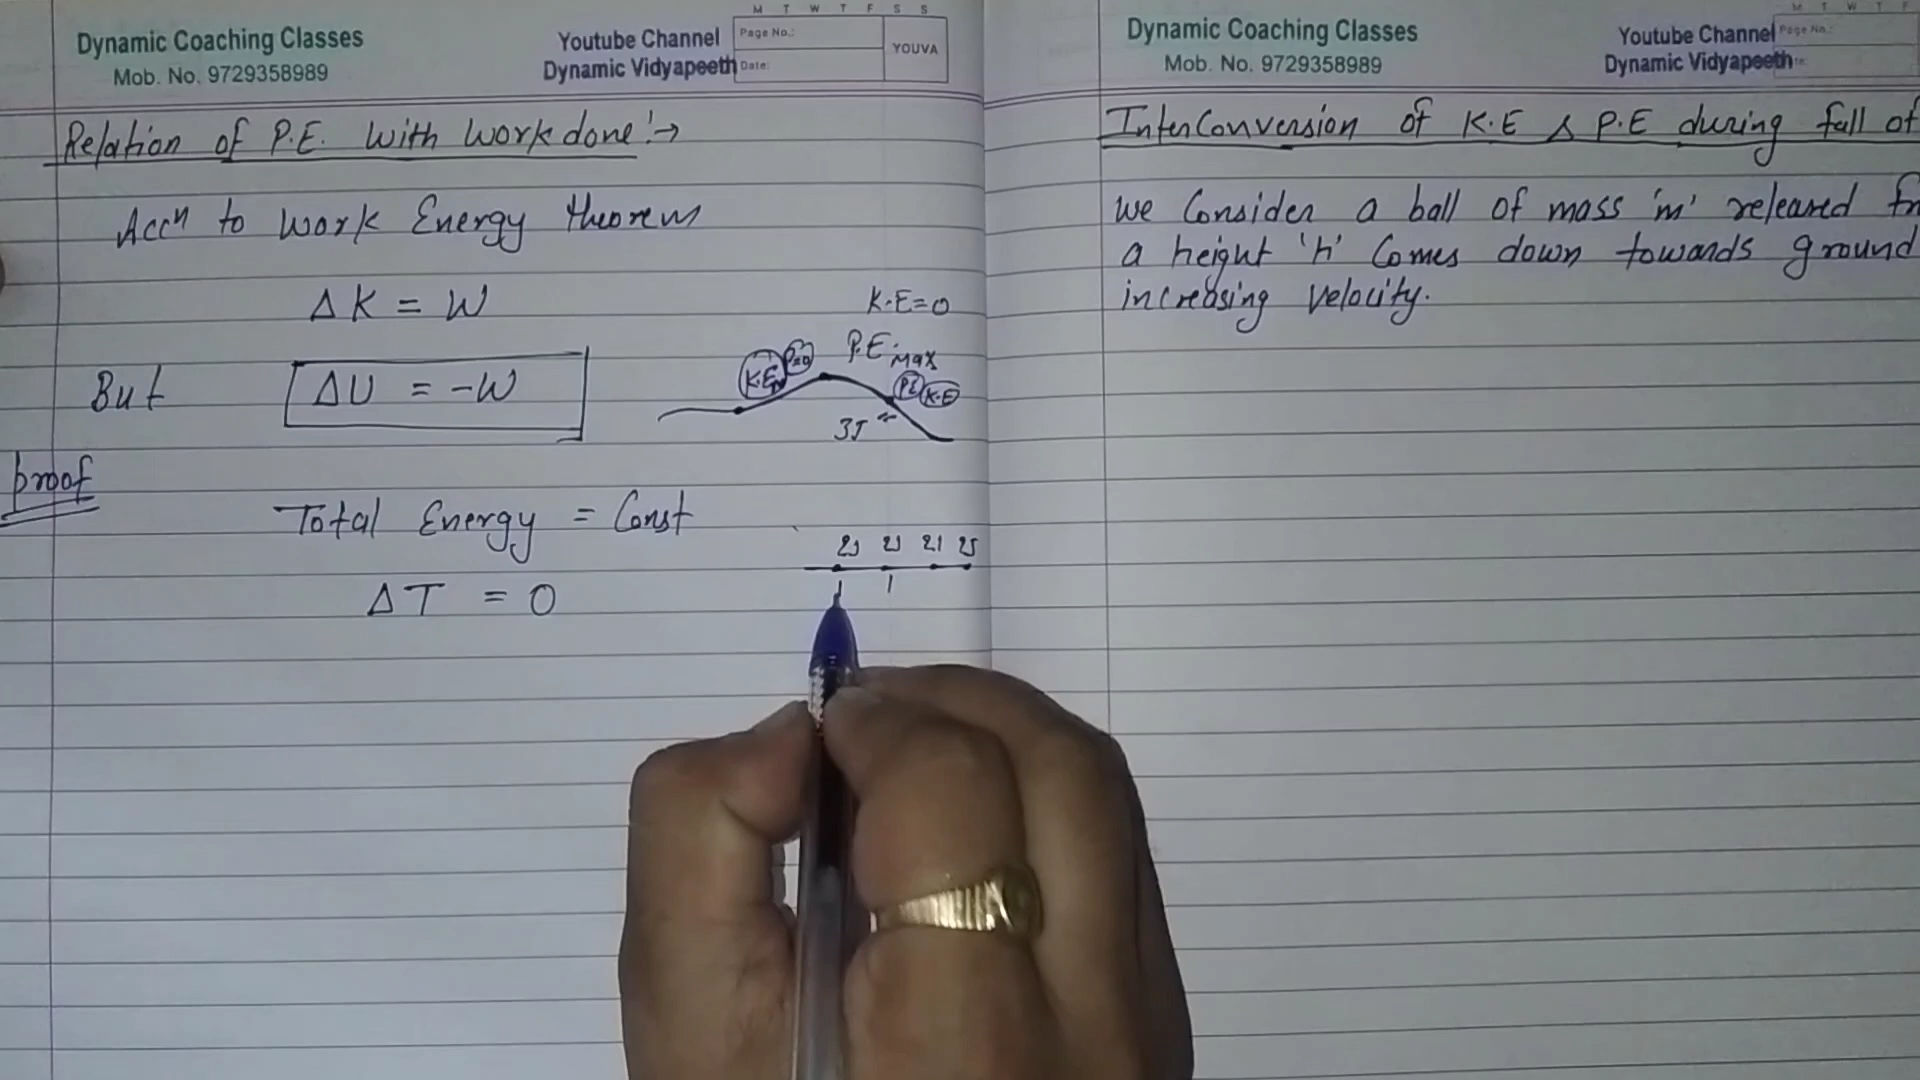 Dynamic Coaching Classes
Mob. No. 9729358989
Youtube Channel
Dynamic Vidyapeeth
M T W T F S S
Page No.:
Date:
YOUVA
Relation of P.E. with work done :→
Accⁿ to Work Energy theorem
ΔK = W
But ΔU = -W
K.E=0
P.E. Max
K.E
P=0
P.E
K.E
3J
proof
Total Energy = Const
ΔT = 0
Dynamic Coaching Classes
Mob. No. 9729358989
Youtube Channel
Dynamic Vidyapeeth
M T W T F
Page No.:
InterConversion of K.E & P.E during fall of
we Consider a ball of mass 'm' released
a height 'h' Comes down towards ground
increasing velocity.